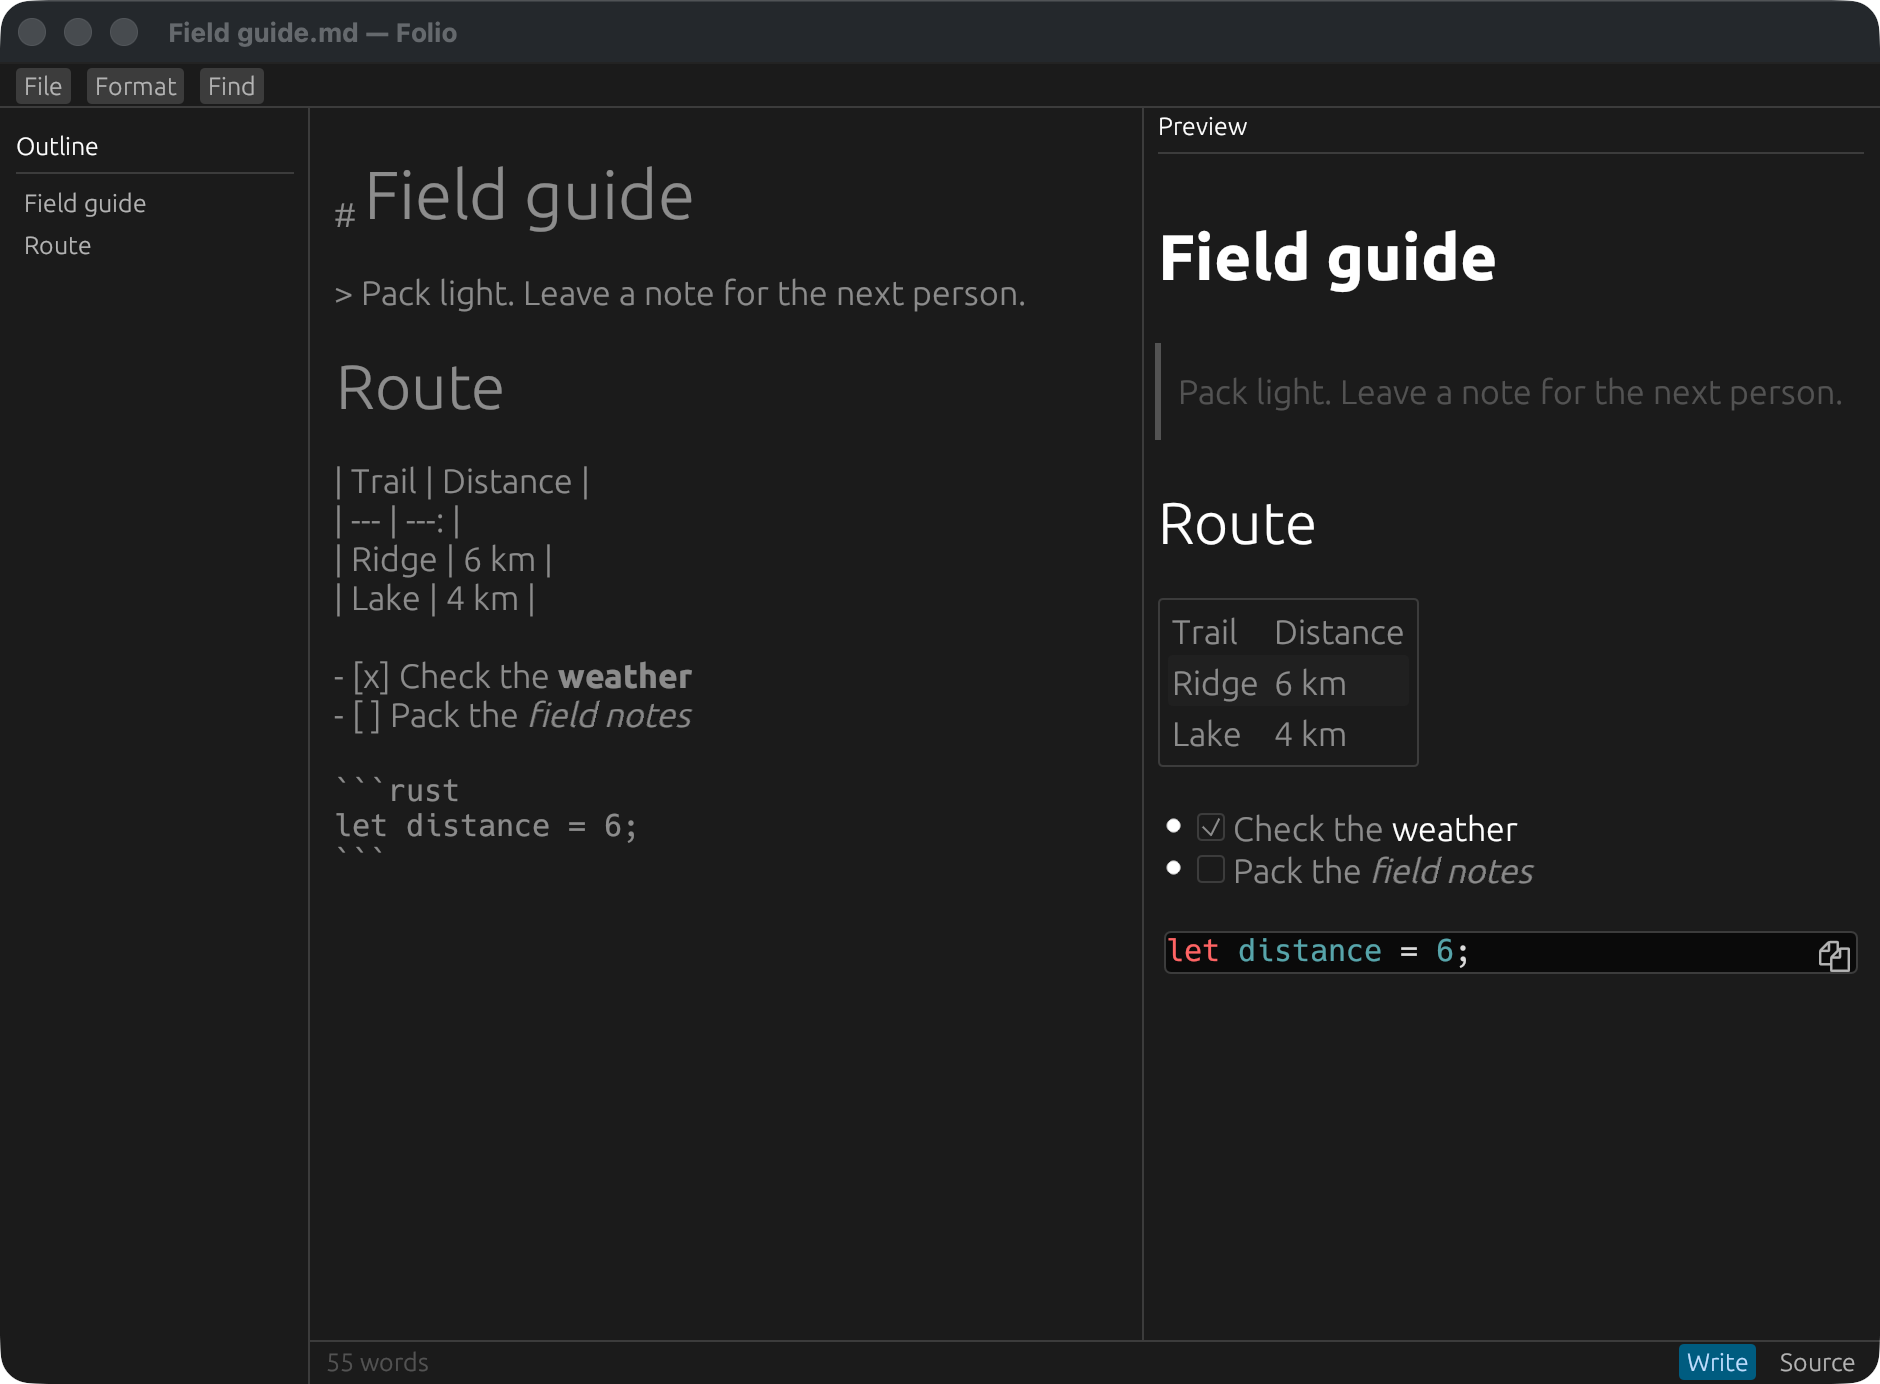 Field guide.md — Folio
File Format Find
Outline
Field guide
Route
# Field guide
> Pack light. Leave a note for the next person.
Route
| Trail | Distance |
| --- | ---: |
| Ridge | 6 km |
| Lake | 4 km |
- [x] Check the weather
- [ ] Pack the field notes
```rust
let distance = 6;
```
Preview
Field guide
Pack light. Leave a note for the next person.
Route
Trail Distance
Ridge 6 km
Lake 4 km
Check the weather
Pack the field notes
let distance = 6;
55 words
Write Source